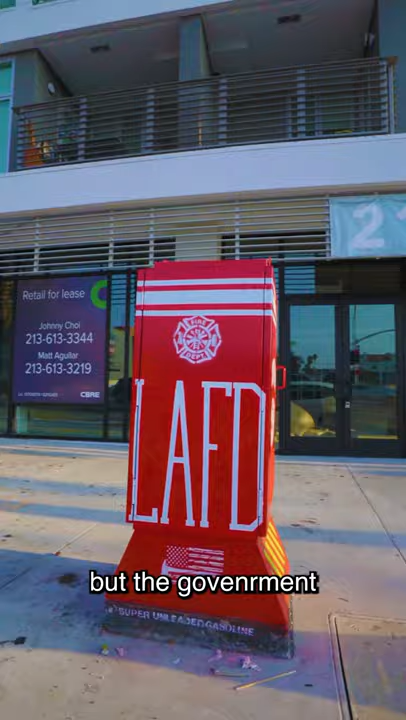 2
Retail for lease
Johnny Choi
213-613-3344
Matt Aguilar
213-613-3219
CBRE
FIRE
DEPT.
LAFD
but the govenrment
SUPER UNLEADED GASOLINE